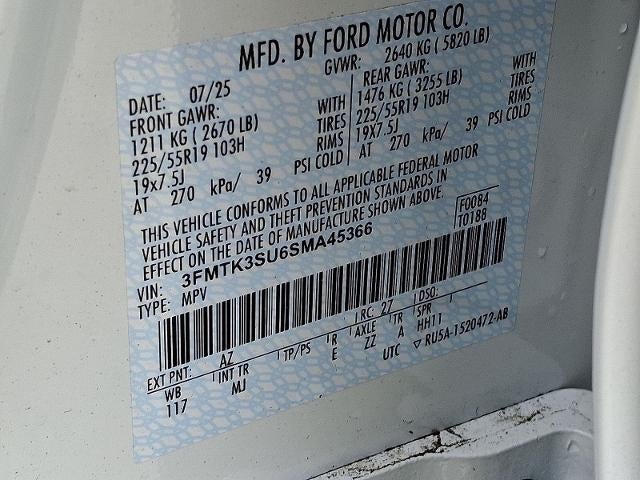 MFD. BY FORD MOTOR CO.
DATE: 07/25 GVWR: 2640 KG ( 5820 LB)
FRONT GAWR: REAR GAWR:
1211 KG ( 2670 LB) WITH 1476 KG ( 3255 LB) WITH
225/55R19 103H TIRES 225/55R19 103H TIRES
19X7.5J RIMS 19X7.5J RIMS
AT 270 kPa/ 39 PSI COLD AT 270 kPa/ 39 PSI COLD
THIS VEHICLE CONFORMS TO ALL APPLICABLE FEDERAL MOTOR
VEHICLE SAFETY AND THEFT PREVENTION STANDARDS IN
EFFECT ON THE DATE OF MANUFACTURE SHOWN ABOVE.
F0084
T0188
VIN: 3FMTK3SU6SMA45366
TYPE: MPV
EXT PNT: AZ RC: 27 DSO:
WB INT TR TP/PS R AXLE TR SPR
117 MJ E ZZ A HH11
UTC ▽ RU5A-1520472-AB